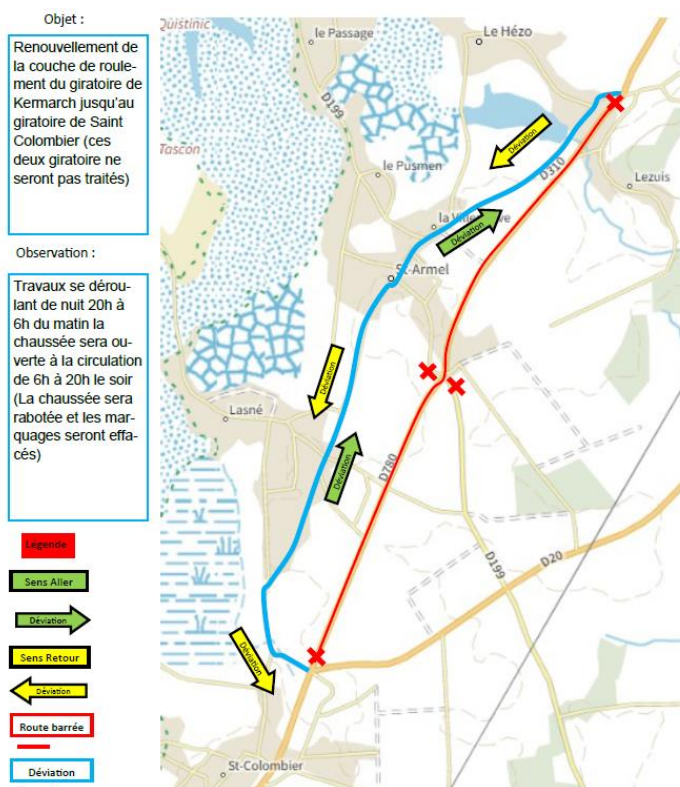 Objet :
Renouvellement de
la couche de roule-
ment du giratoire de
Kermarch jusqu'au
giratoire de Saint
Colombier (ces
deux giratoire ne
seront pas traités)
Observation :
Travaux se dérou-
lant de nuit 20h à
6h du matin la
chaussée sera ou-
verte à la circulation
de 6h à 20h le soir
(La chaussée sera
rabotée et les mar-
quages seront effa-
cés)
Légende
Sens Aller
Déviation
Sens Retour
Déviation
Route barrée
Déviation
Quistinic
le Passage
Le Hézo
D199
Tascon
Déviation
le Pusmen
D310
Lezuis
Déviation
St-Armel
Déviation
Lasné
Déviation
D780
D199
D20
Déviation
St-Colombier